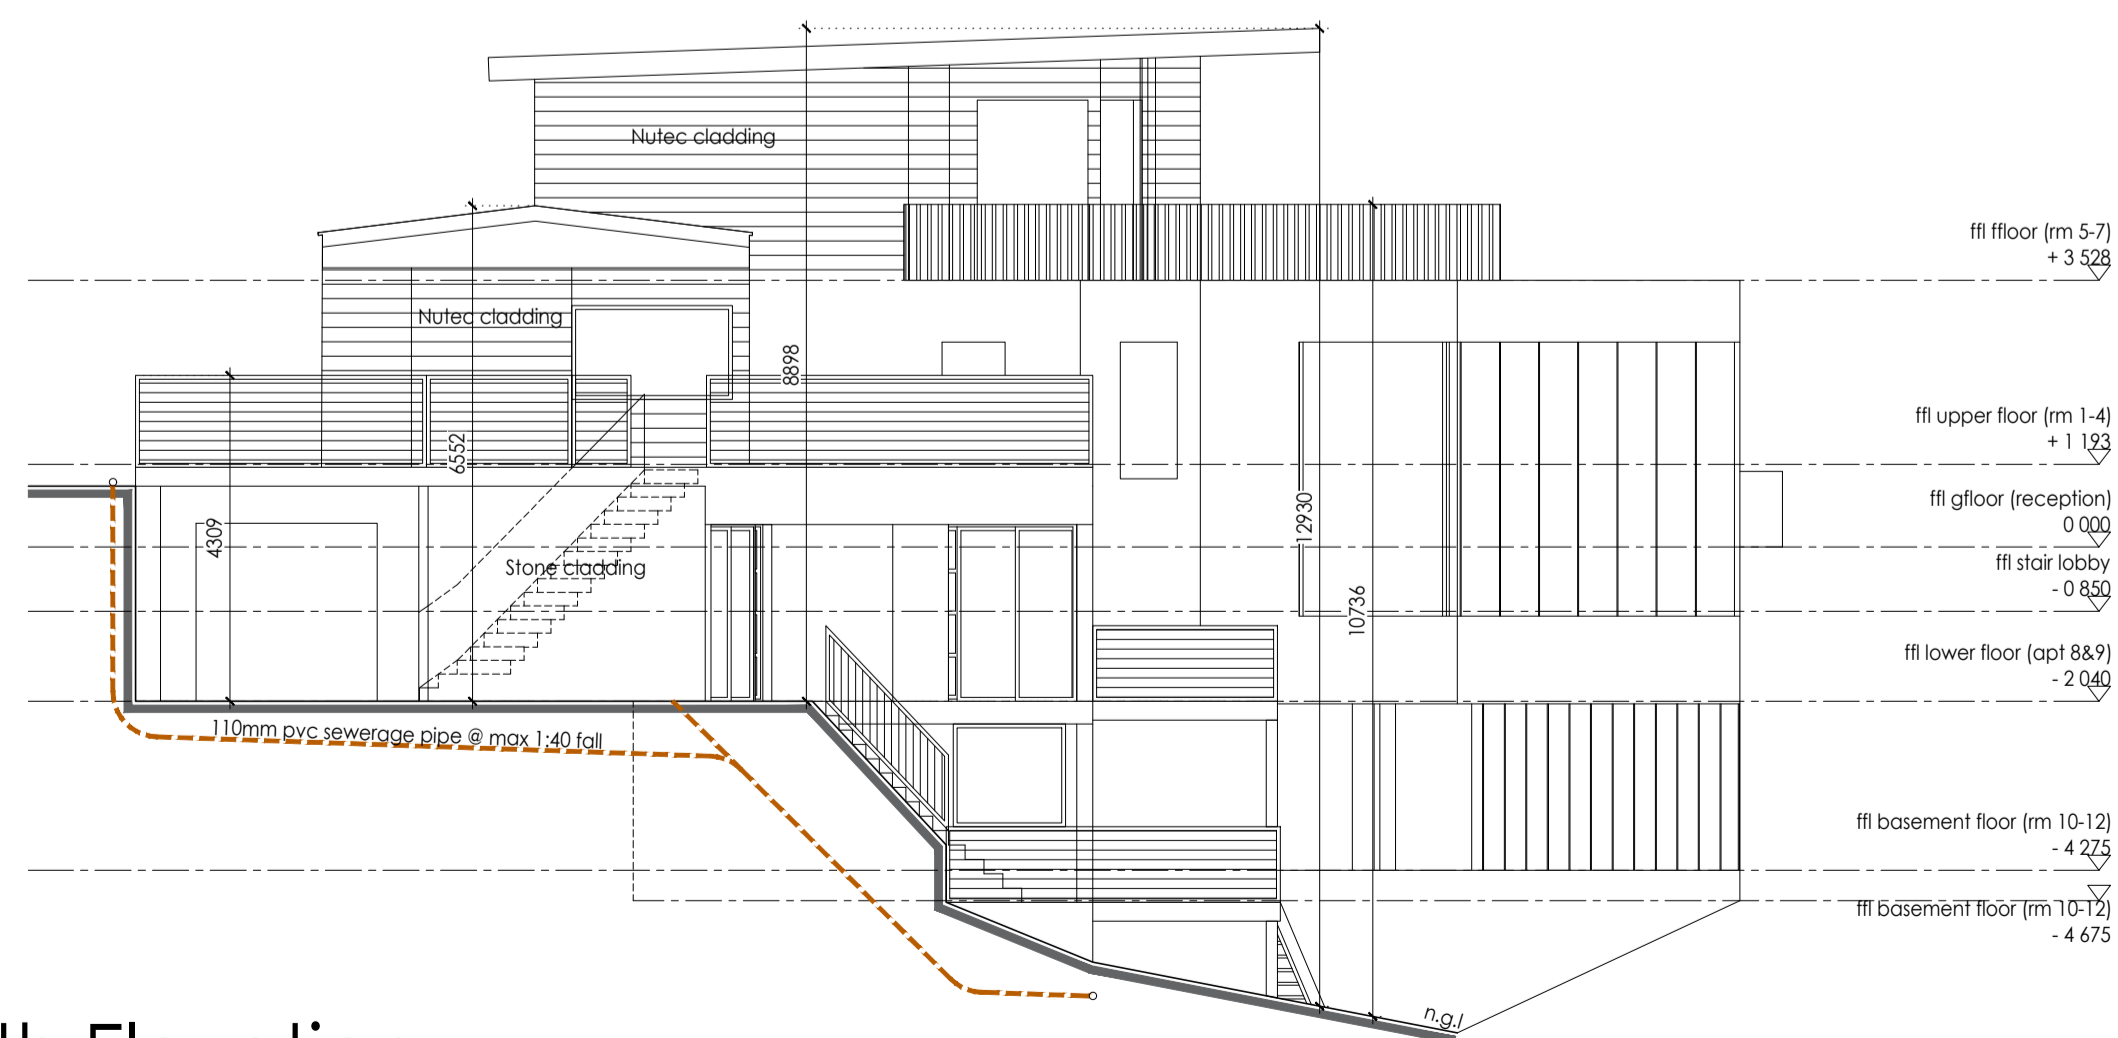 Nutec cladding
ffl ffloor (rm 5-7)
+ 3 528
Nutec cladding
8898
ffl upper floor (rm 1-4)
+ 1 193
6552
ffl gfloor (reception)
0 000
12930
4309
ffl stair lobby
- 0 850
Stone cladding
10736
ffl lower floor (apt 8&9)
- 2 040
110mm pvc sewerage pipe @ max 1:40 fall
ffl basement floor (rm 10-12)
- 4 275
ffl basement floor (rm 10-12)
- 4 675
n.g.l